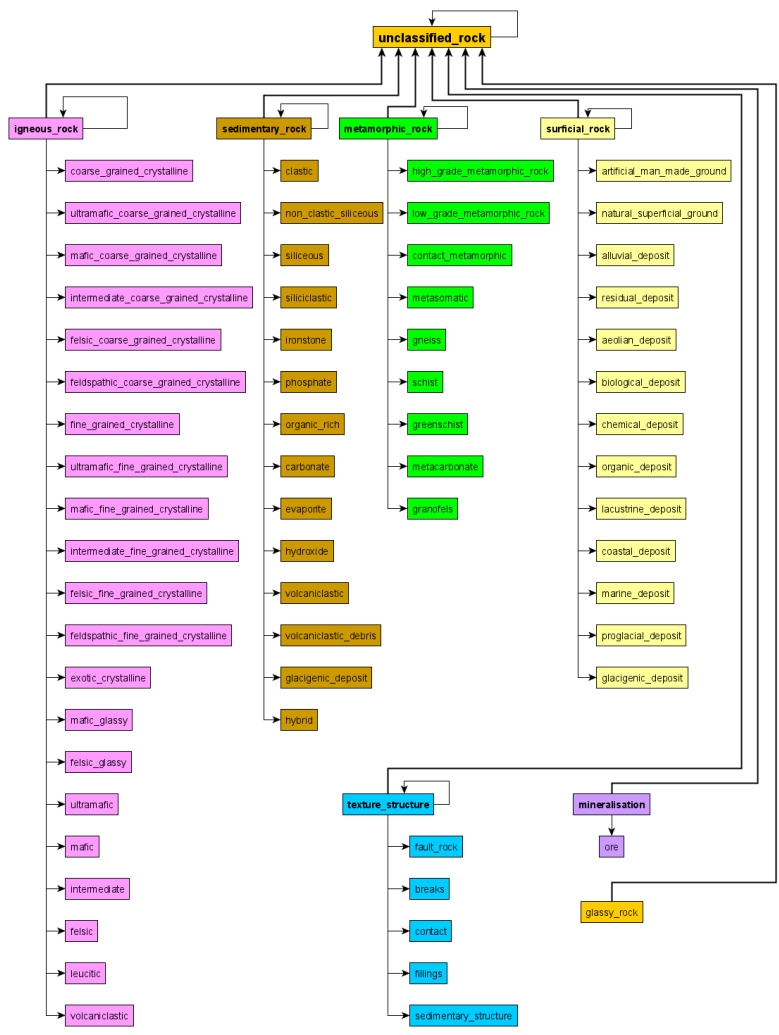 unclassified_rock
igneous_rock
coarse_grained_crystalline
ultramafic_coarse_grained_crystalline
mafic_coarse_grained_crystalline
intermediate_coarse_grained_crystalline
felsic_coarse_grained_crystalline
feldspathic_coarse_grained_crystalline
fine_grained_crystalline
ultramafic_fine_grained_crystalline
mafic_fine_grained_crystalline
intermediate_fine_grained_crystalline
felsic_fine_grained_crystalline
feldspathic_fine_grained_crystalline
exotic_crystalline
mafic_glassy
felsic_glassy
ultramafic
mafic
intermediate
felsic
leucitic
volcaniclastic
sedimentary_rock
clastic
non_clastic_siliceous
siliceous
siliciclastic
ironstone
phosphate
organic_rich
carbonate
evaporite
hydroxide
volcaniclastic
volcaniclastic_debris
glacigenic_deposit
hybrid
metamorphic_rock
high_grade_metamorphic_rock
low_grade_metamorphic_rock
contact_metamorphic
metasomatic
gneiss
schist
greenschist
metacarbonate
granofels
surficial_rock
artificial_man_made_ground
natural_superficial_ground
alluvial_deposit
residual_deposit
aeolian_deposit
biological_deposit
chemical_deposit
organic_deposit
lacustrine_deposit
coastal_deposit
marine_deposit
proglacial_deposit
glacigenic_deposit
texture_structure
fault_rock
breaks
contact
fillings
sedimentary_structure
mineralisation
ore
glassy_rock